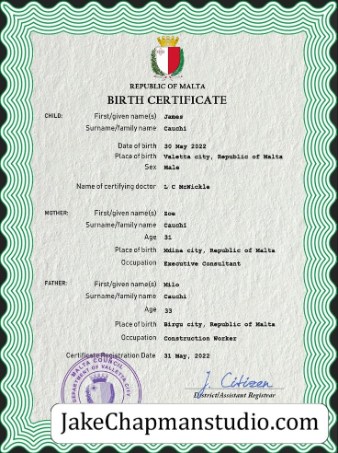 REPUBLIC OF MALTA
BIRTH CERTIFICATE
CHILD: First/given name(s) James
Surname/family name Cauchi
Date of birth 30 May 2022
Place of birth Valetta city, Republic of Malta
Sex Male
Name of certifying doctor L C McNickle
MOTHER: First/given name(s) Zoe
Surname/family name Cauchi
Age 31
Place of birth Mdina city, Republic of Malta
Occupation Executive Consultant
FATHER: First/given name(s) Milo
Surname/family name Cauchi
Age 33
Place of birth Birgu city, Republic of Malta
Occupation Construction Worker
Certificate Registration Date 31 May, 2022
MALTA COUNCIL
DEPARTMENT OF VALLETTA CITY
J. Citizen
District/Assistant Registrar
JakeChapmanstudio.com